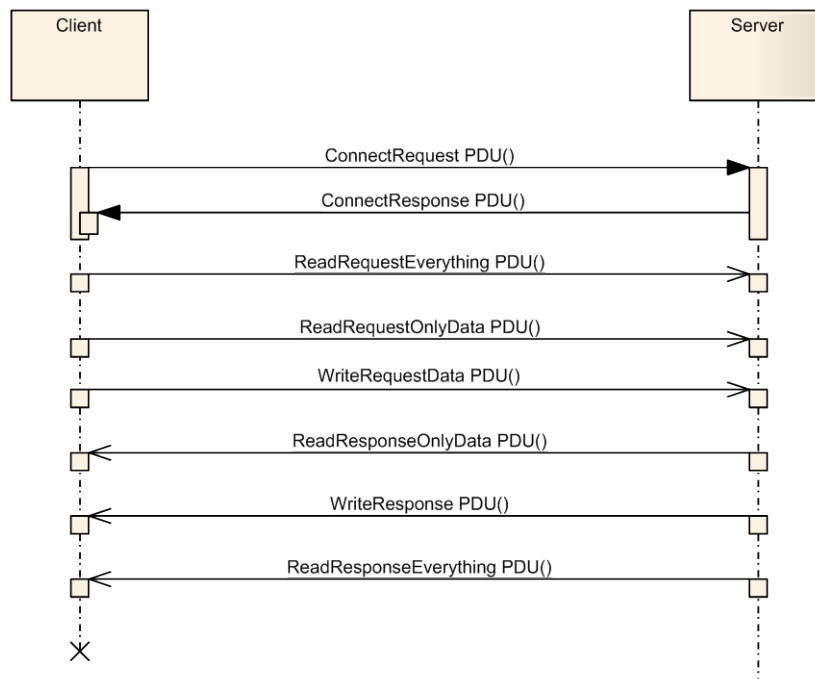 Client
Server
ConnectRequest PDU()
ConnectResponse PDU()
ReadRequestEverything PDU()
ReadRequestOnlyData PDU()
WriteRequestData PDU()
ReadResponseOnlyData PDU()
WriteResponse PDU()
ReadResponseEverything PDU()